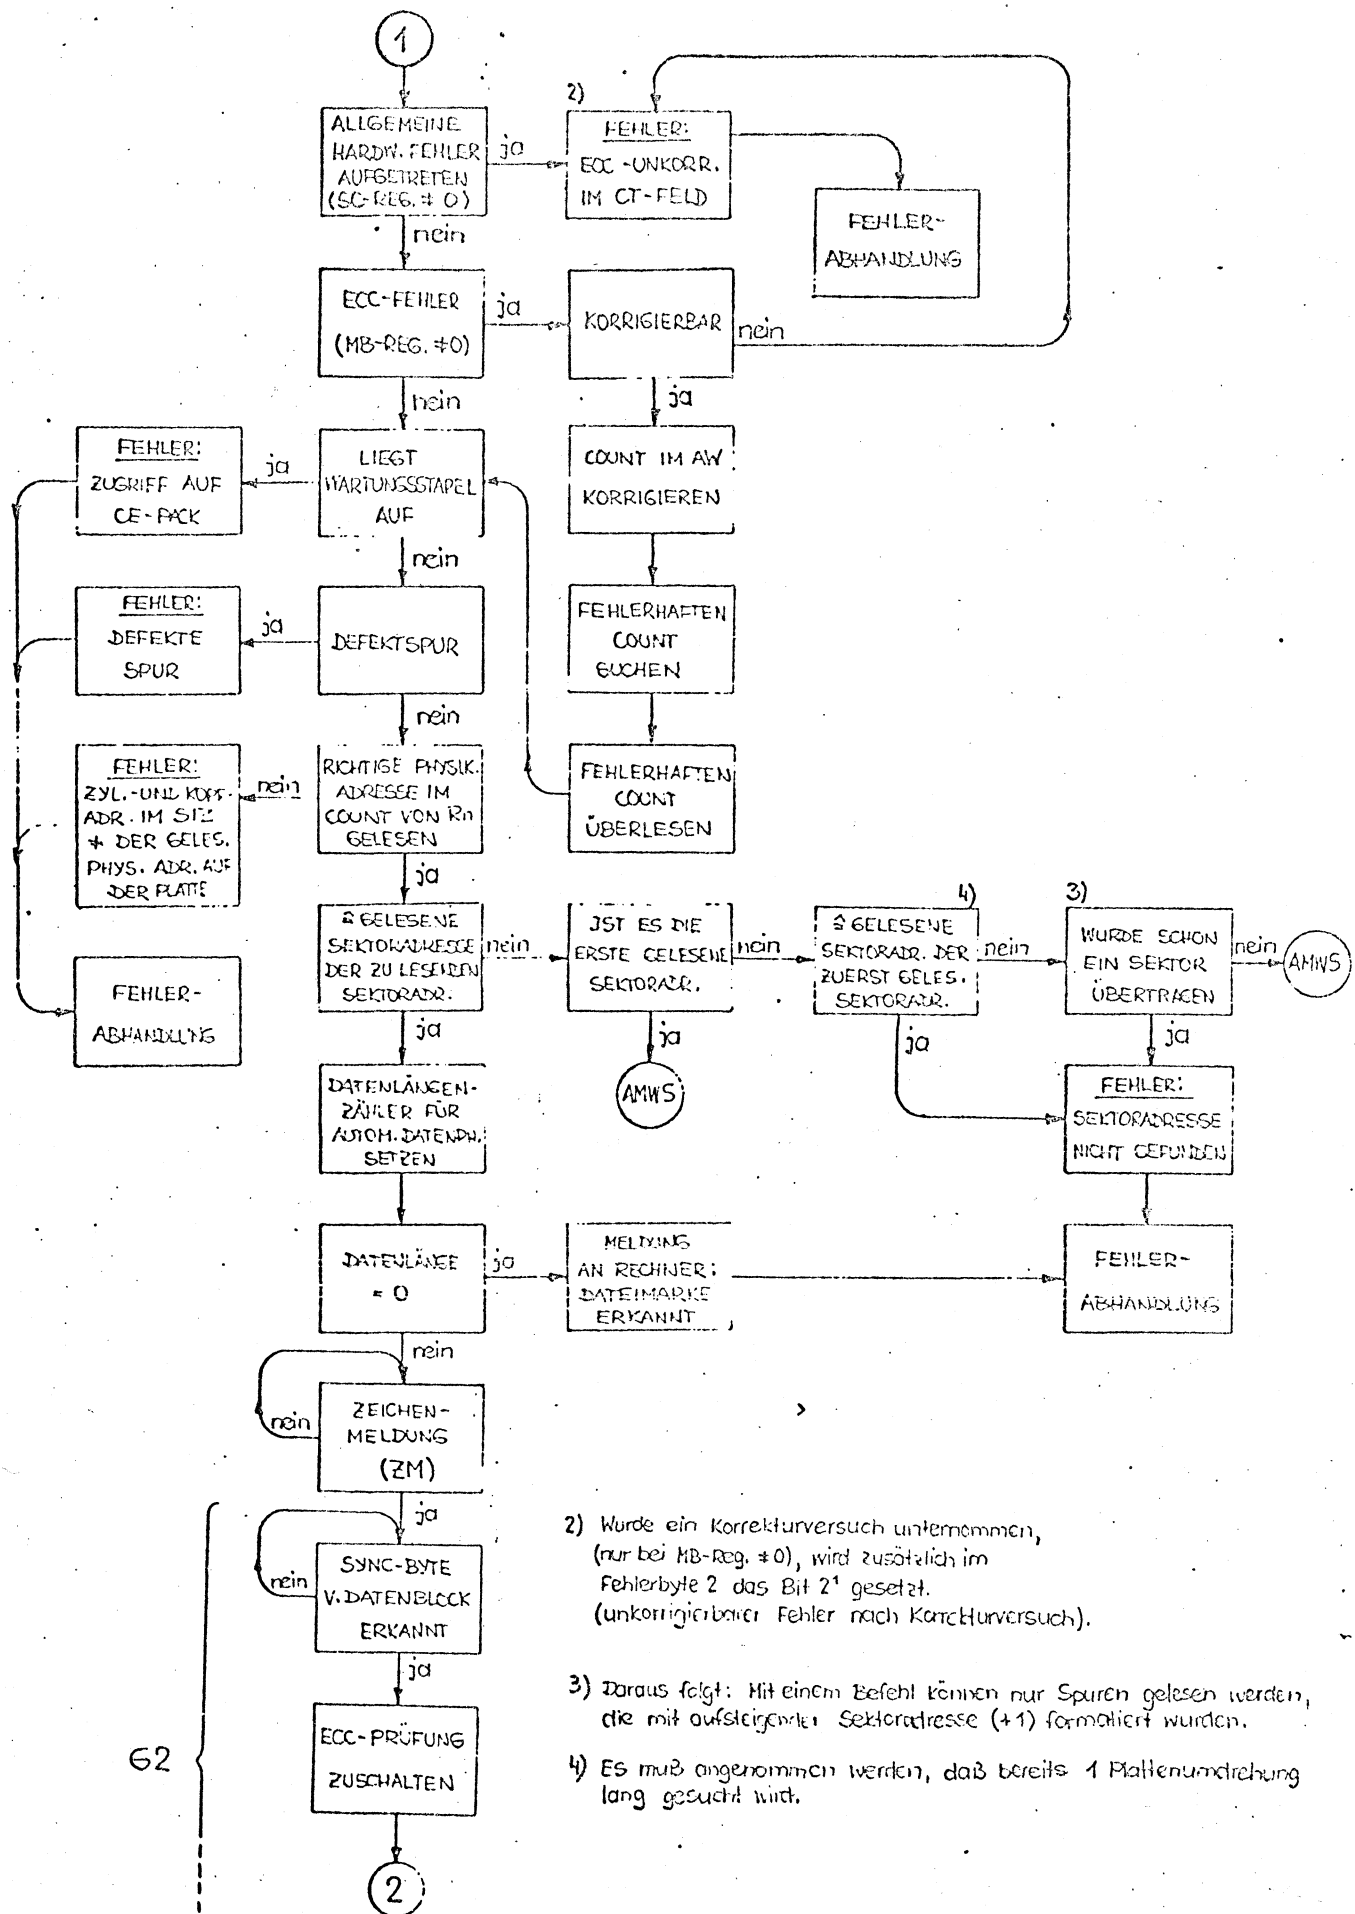 1
ALLGEMEINE
HARDW. FEHLER
AUFGETRETEN
(SC-REG. ≠ 0)
ja
2)
FEHLER:
ECC-UNKORR.
IM CT-FELD
FEHLER-
ABHANDLUNG
nein
ECC-FEHLER
(MB-REG. ≠0)
ja
KORRIGIERBAR
nein
nein
ja
FEHLER:
ZUGRIFF AUF
CE-PACK
ja
LIEGT
WARTUNGSSTAPEL
AUF
COUNT IM AW
KORRIGIEREN
nein
FEHLER:
DEFEKTE
SPUR
ja
DEFEKTSPUR
FEHLERHAFTEN
COUNT
SUCHEN
nein
FEHLER:
ZYL.-UND KOPF-
ADR. IM
≠ DER GELES.
PHYS. ADR. AUF
DER PLATTE
nein
RICHTIGE PHYSIK.
ADRESSE IM
COUNT VON Rn
GELESEN
FEHLERHAFTEN
COUNT
ÜBERLESEN
ja
FEHLER-
ABHANDLUNG
≙ GELESENE
SEKTORADRESSE
DER ZU LESENDEN
SEKTORADR.
nein
IST ES DIE
ERSTE GELESENE
SEKTORADR.
nein
4)
≙ GELESENE
SEKTORADR. DER
ZUERST GELES.
SEKTORADR.
nein
3)
WURDE SCHON
EIN SEKTOR
ÜBERTRAGEN
nein
AMWS
ja
ja
ja
ja
AMWS
DATENLÄNGEN-
ZÄHLER FÜR
AUTOM. DATENPH.
SETZEN
FEHLER:
SEKTORADRESSE
NICHT GEFUNDEN
DATENLÄNGE
= 0
ja
MELDUNG
AN RECHNER:
DATEIMARKE
ERKANNT
FEHLER-
ABHANDLUNG
nein
ZEICHEN-
MELDUNG
(ZM)
nein
ja
SYNC-BYTE
V. DATENBLOCK
ERKANNT
nein
ja
ECC-PRÜFUNG
ZUSCHALTEN
G2
2
2) Wurde ein Korrekturversuch unternommen,
(nur bei MB-Reg. ≠0), wird zusätzlich im
Fehlerbyte 2 das Bit 2¹ gesetzt.
(unkorrigierbarer Fehler nach Korrekturversuch).
3) Daraus folgt: Mit einem Befehl können nur Spuren gelesen werden,
die mit aufsteigender Sektoradresse (+1) formatiert wurden.
4) Es muß angenommen werden, daß bereits 1 Plattenumdrehung
lang gesucht wird.